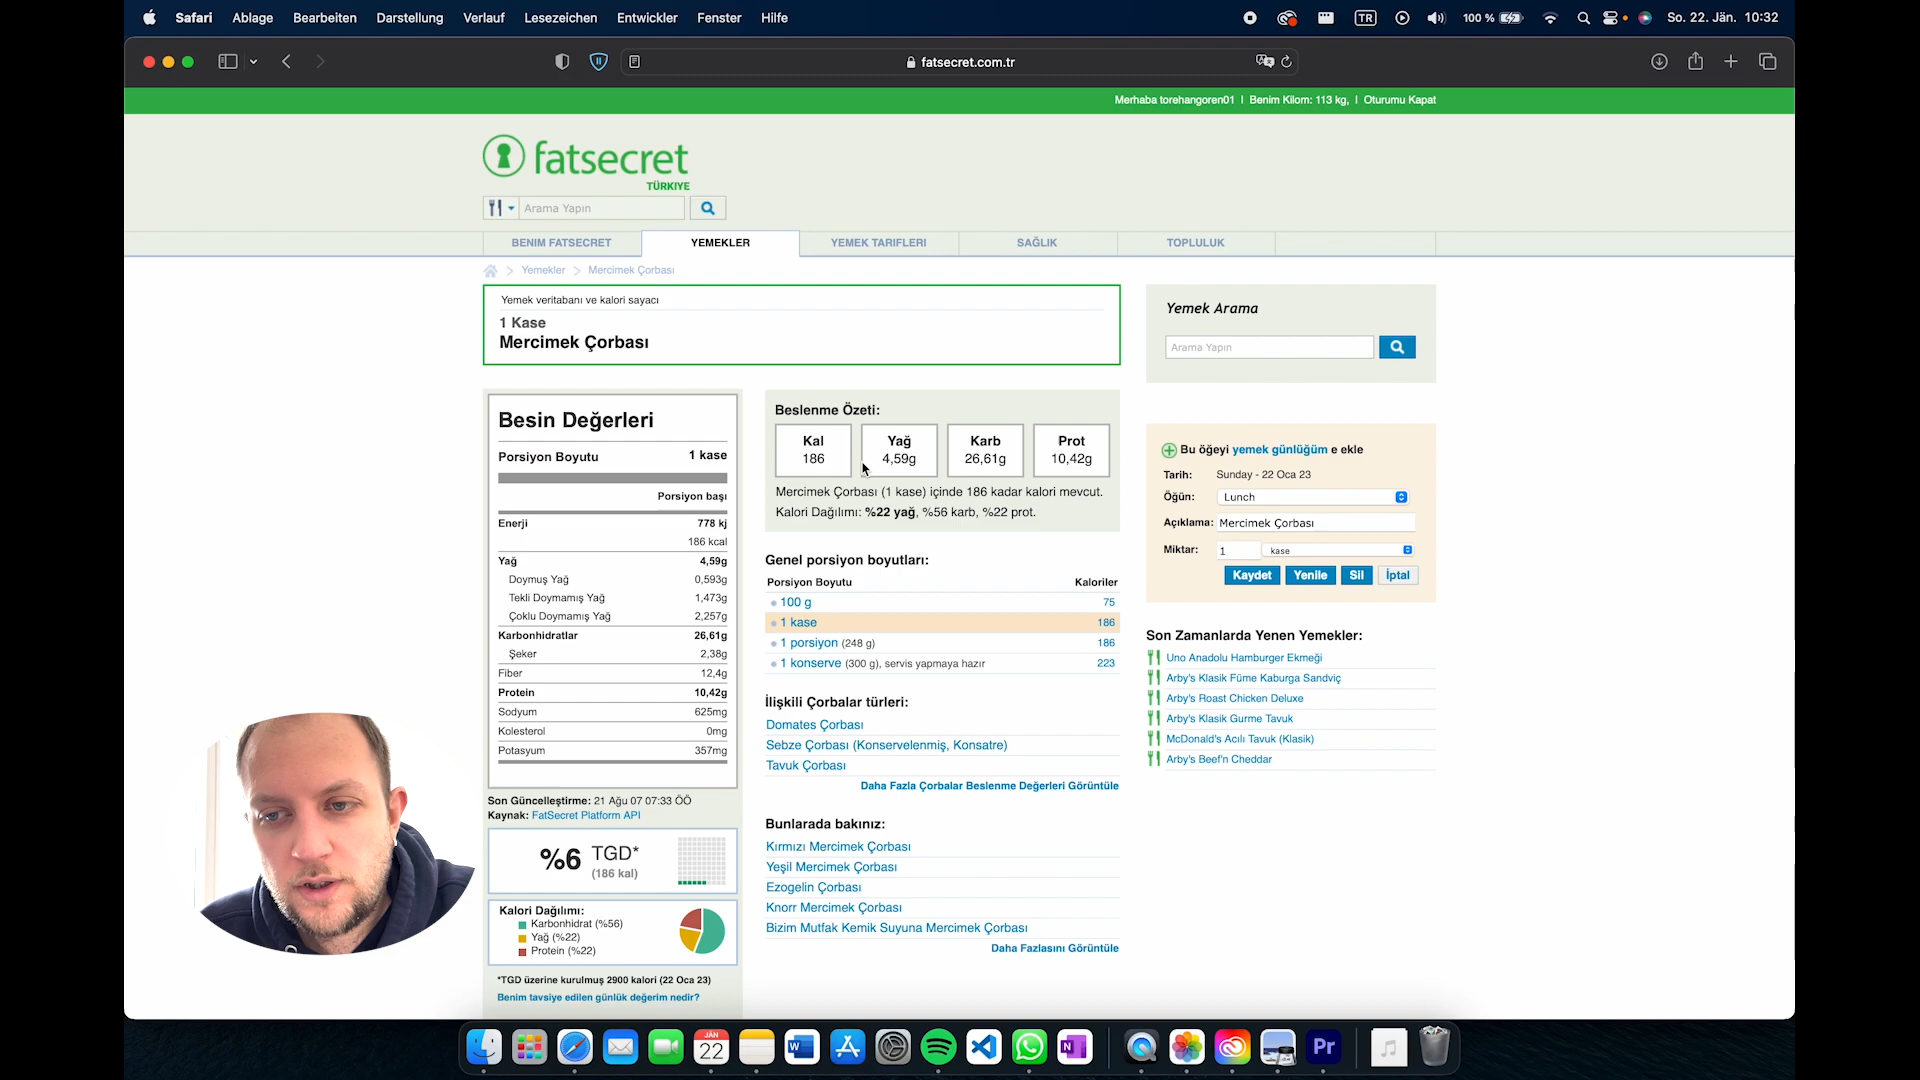 Safari Ablage Bearbeiten Darstellung Verlauf Lesezeichen Entwickler Fenster Hilfe
TR 100 % So. 22. Jän. 10:32
fatsecret.com.tr
Merhaba torehangoren01 | Benim Kilom: 113 kg, | Oturumu Kapat
fatsecret
TÜRKIYE
Arama Yapın
BENIM FATSECRET YEMEKLER YEMEK TARIFLERI SAĞLIK TOPLULUK
Yemekler > Mercimek Çorbası
Yemek veritabanı ve kalori sayacı
1 Kase
Mercimek Çorbası
Besin Değerleri
Porsiyon Boyutu 1 kase
Porsiyon başı
Enerji 778 kj
186 kcal
Yağ 4,59g
Doymuş Yağ 0,593g
Tekli Doymamış Yağ 1,473g
Çoklu Doymamış Yağ 2,257g
Karbonhidratlar 26,61g
Şeker 2,38g
Fiber 12,4g
Protein 10,42g
Sodyum 625mg
Kolesterol 0mg
Potasyum 357mg
Son Güncelleştirme: 21 Ağu 07 07:33 ÖÖ
Kaynak: FatSecret Platform API
%6 TGD*
(186 kal)
Kalori Dağılımı:
Karbonhidrat (%56)
Yağ (%22)
Protein (%22)
*TGD üzerine kurulmuş 2900 kalori (22 Oca 23)
Benim tavsiye edilen günlük değerim nedir?
Beslenme Özeti:
Kal Yağ Karb Prot
186 4,59g 26,61g 10,42g
Mercimek Çorbası (1 kase) içinde 186 kadar kalori mevcut.
Kalori Dağılımı: %22 yağ, %56 karb, %22 prot.
Genel porsiyon boyutları:
Porsiyon Boyutu Kaloriler
100 g 75
1 kase 186
1 porsiyon (248 g) 186
1 konserve (300 g), servis yapmaya hazır 223
İlişkili Çorbalar türleri:
Domates Çorbası
Sebze Çorbası (Konservelenmiş, Konsatre)
Tavuk Çorbası
Daha Fazla Çorbalar Beslenme Değerleri Görüntüle
Bunlarada bakınız:
Kırmızı Mercimek Çorbası
Yeşil Mercimek Çorbası
Ezogelin Çorbası
Knorr Mercimek Çorbası
Bizim Mutfak Kemik Suyuna Mercimek Çorbası
Daha Fazlasını Görüntüle
Yemek Arama
Arama Yapın
Bu öğeyi yemek günlüğüm e ekle
Tarih: Sunday - 22 Oca 23
Öğün: Lunch
Açıklama: Mercimek Çorbası
Miktar: 1 kase
Kaydet Yenile Sil İptal
Son Zamanlarda Yenen Yemekler:
Uno Anadolu Hamburger Ekmeği
Arby's Klasik Füme Kaburga Sandviç
Arby's Roast Chicken Deluxe
Arby's Klasik Gurme Tavuk
McDonald's Acılı Tavuk (Klasik)
Arby's Beef'n Cheddar
JÄN
22
W
N
Pr